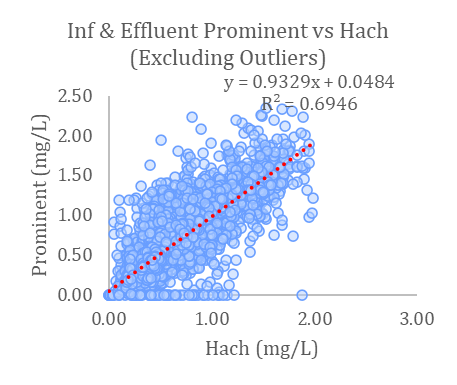 Inf & Effluent Prominent vs Hach
(Excluding Outliers)
y = 0.9329x + 0.0484
R² = 0.6946
2.50
2.00
1.50
1.00
0.50
0.00
Prominent (mg/L)
0.00 1.00 2.00 3.00
Hach (mg/L)